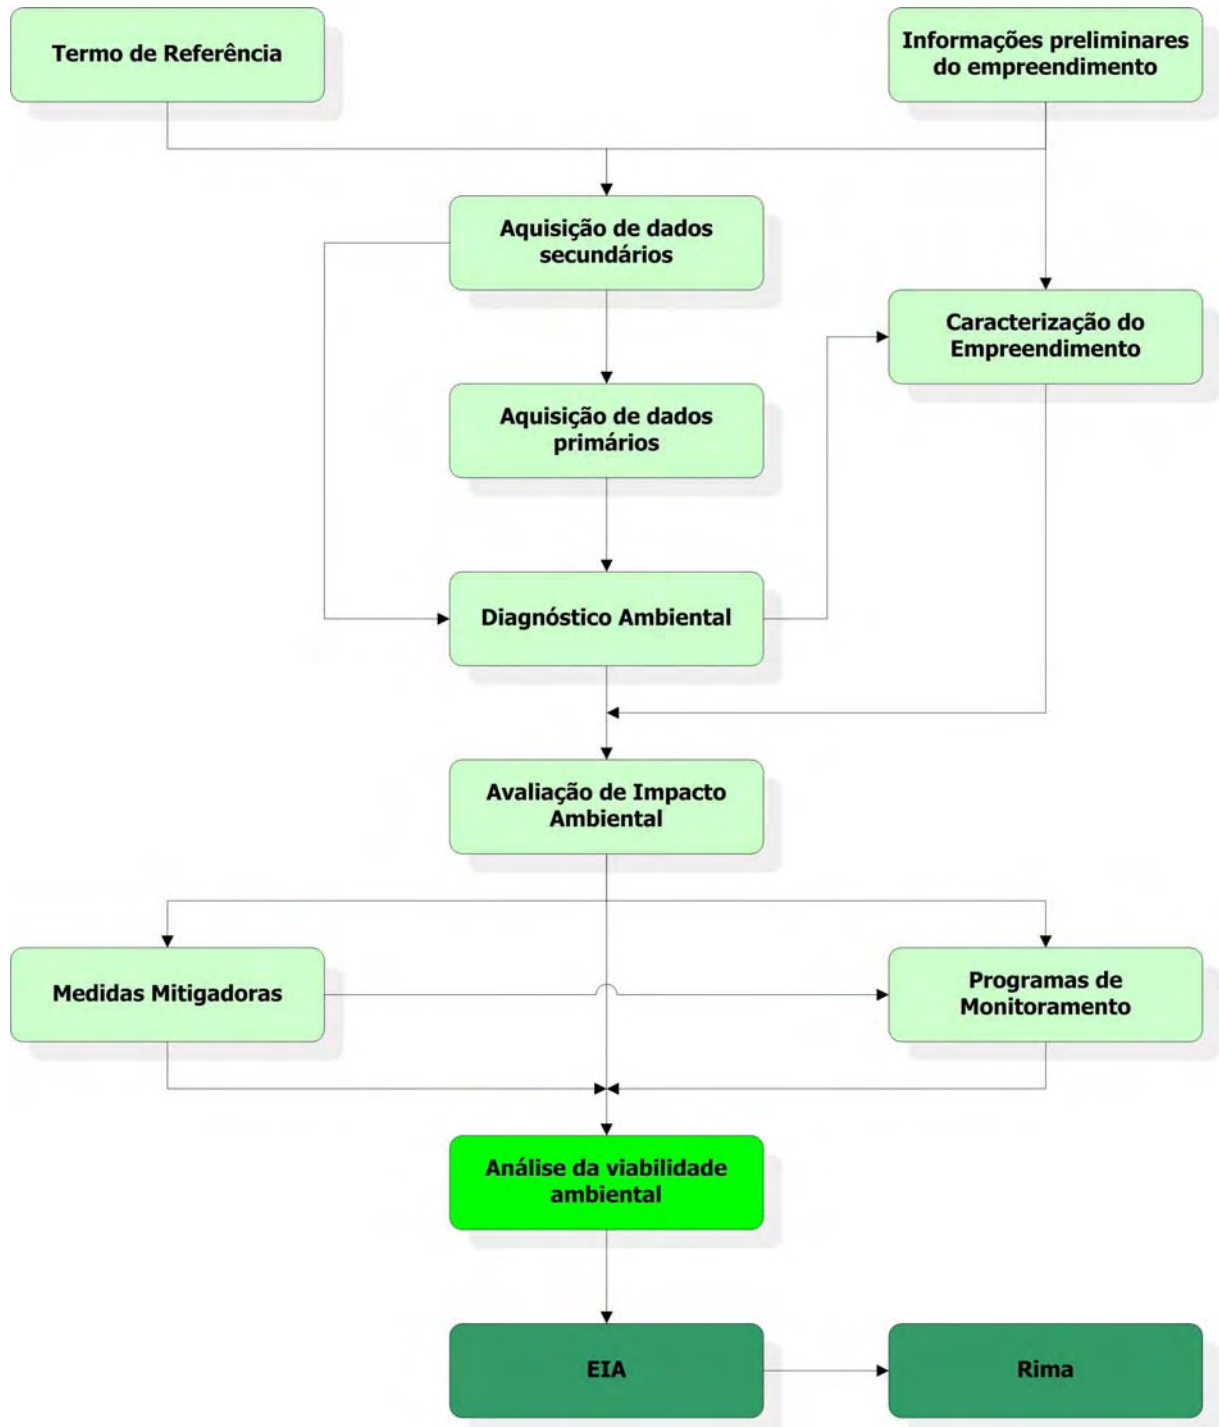 Termo de Referência
Informações preliminares
do empreendimento
Aquisição de dados
secundários
Caracterização do
Empreendimento
Aquisição de dados
primários
Diagnóstico Ambiental
Avaliação de Impacto
Ambiental
Medidas Mitigadoras
Programas de
Monitoramento
Análise da viabilidade
ambiental
EIA
Rima